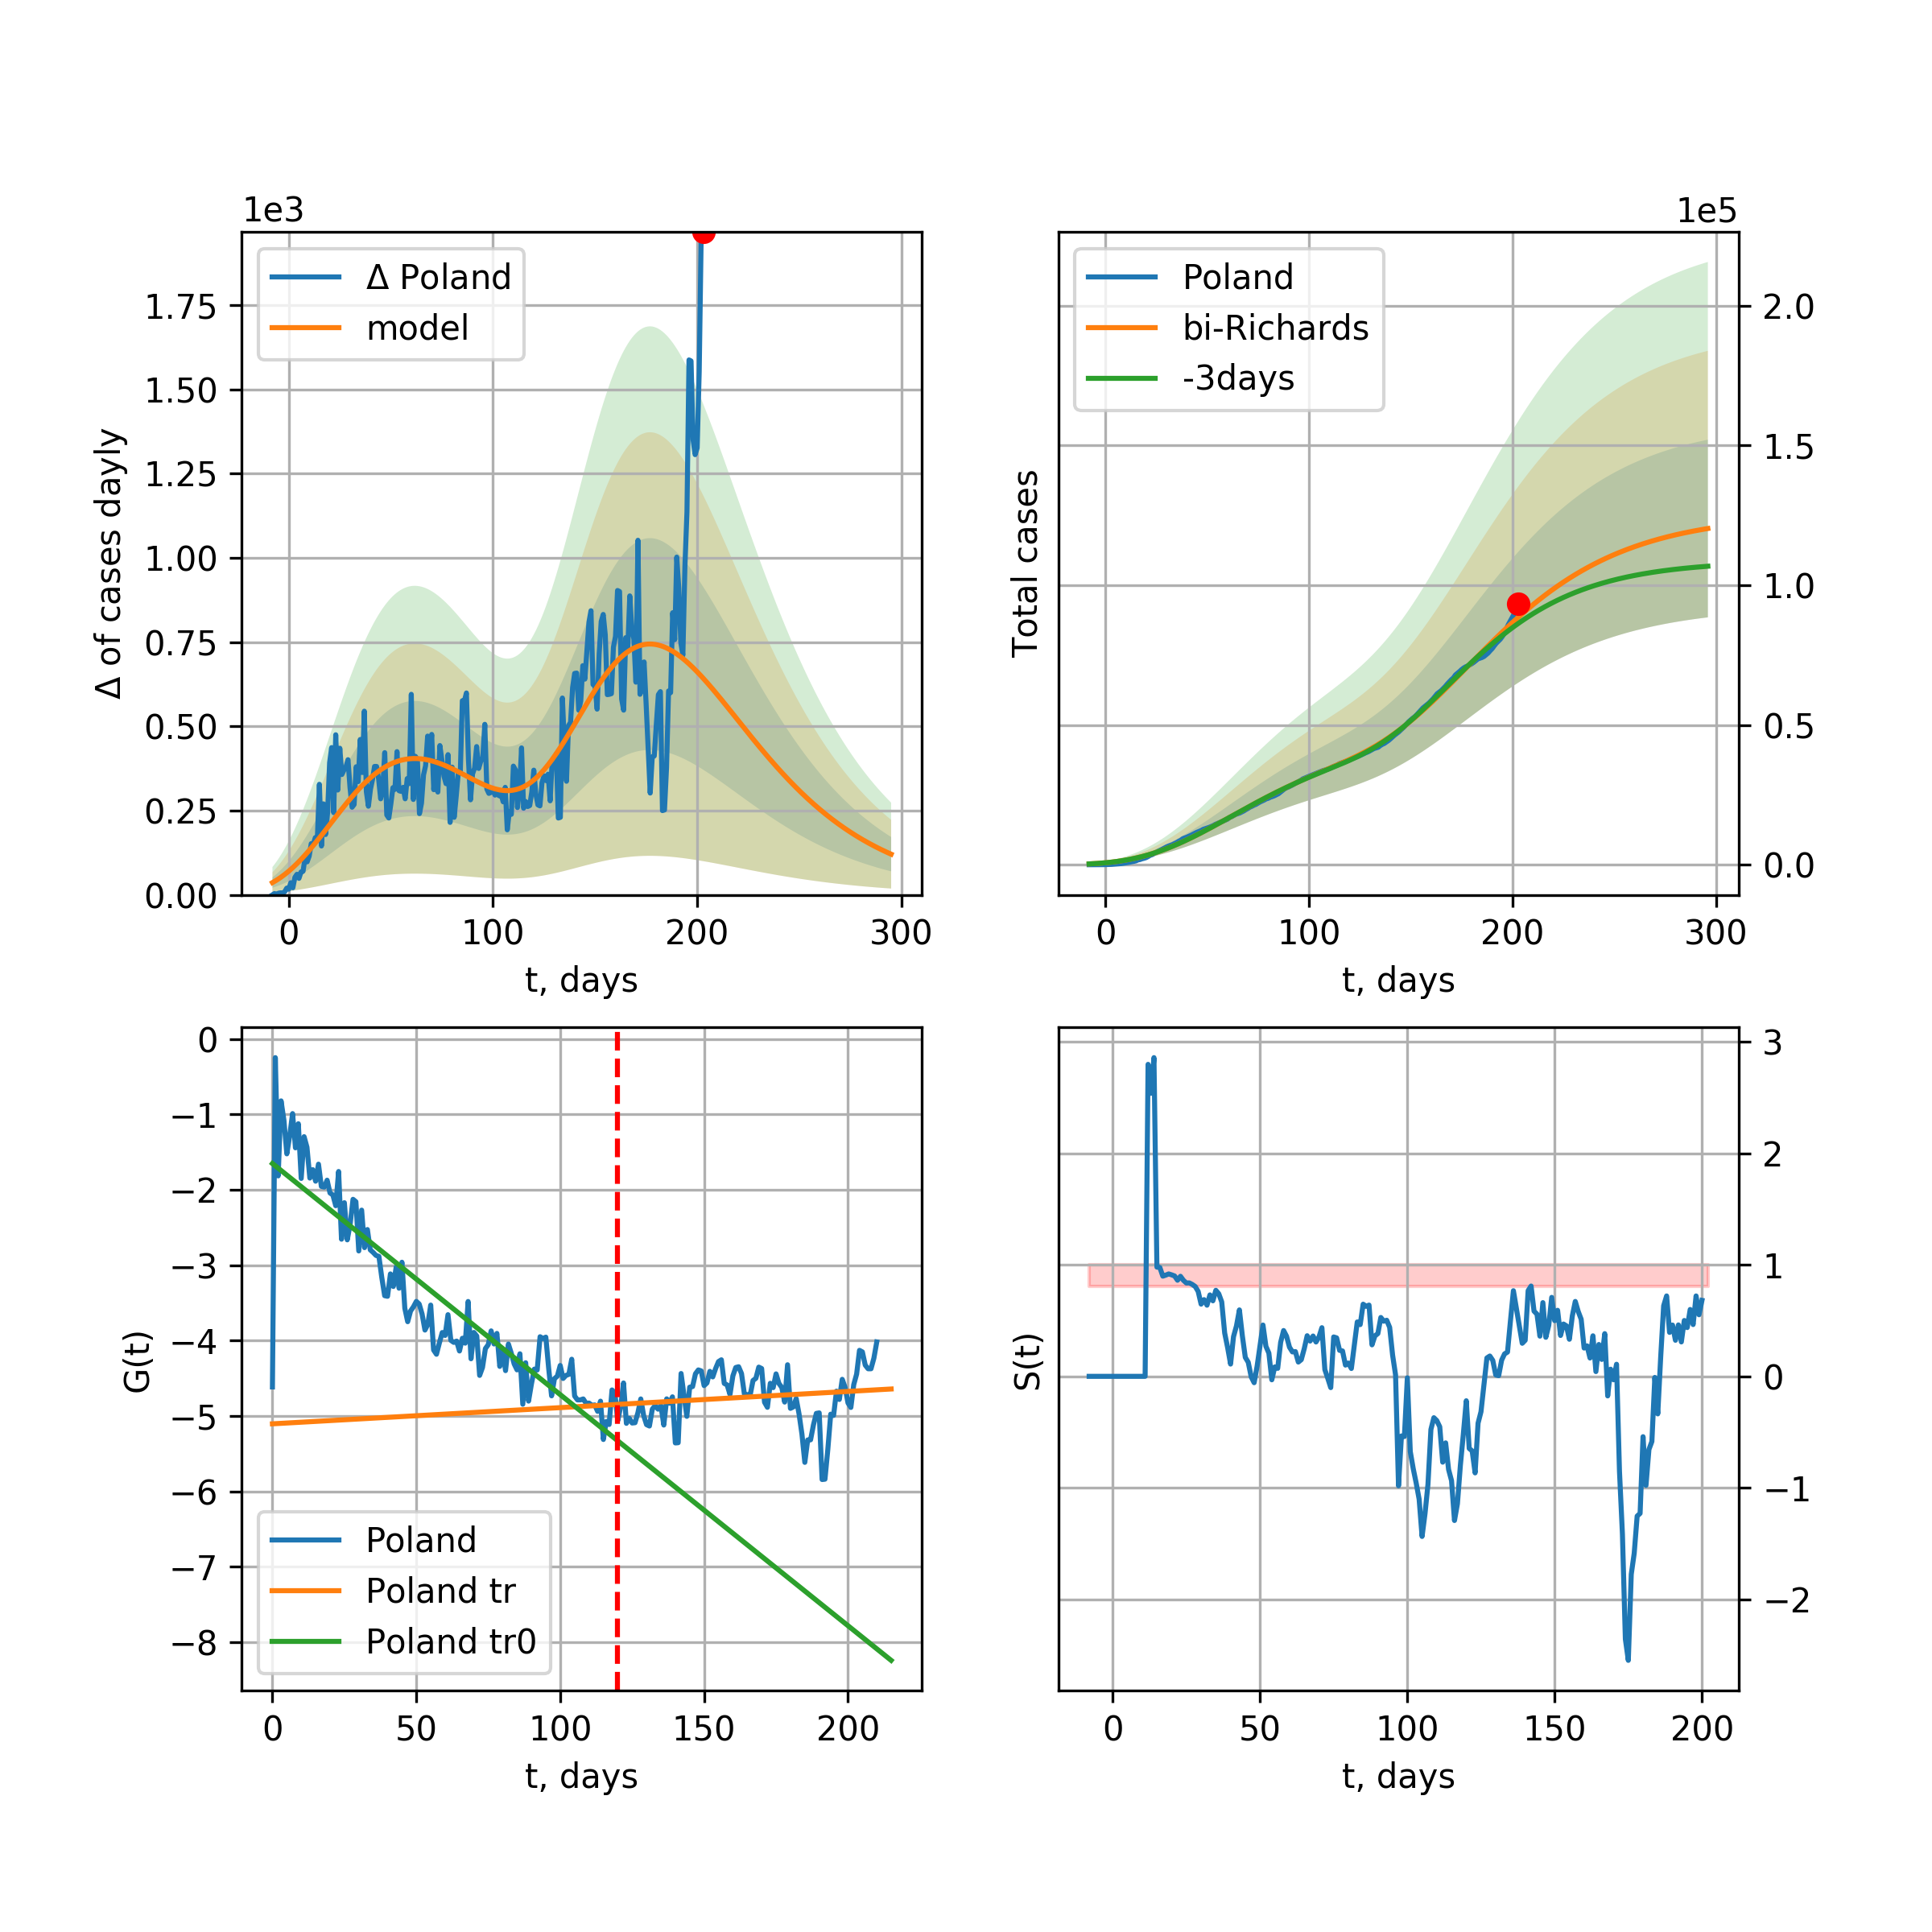 1e3
Δ of cases dayly
1.75
1.50
1.25
1.00
0.75
0.50
0.25
0.00
Δ Poland
model
0 100 200 300
t, days
1e5
Total cases
Poland
bi-Richards
-3days
2.0
1.5
1.0
0.5
0.0
0 100 200 300
t, days
G(t)
0
−1
−2
−3
−4
−5
−6
−7
−8
Poland
Poland tr
Poland tr0
0 50 100 150 200
t, days
S(t)
3
2
1
0
−1
−2
0 50 100 150 200
t, days